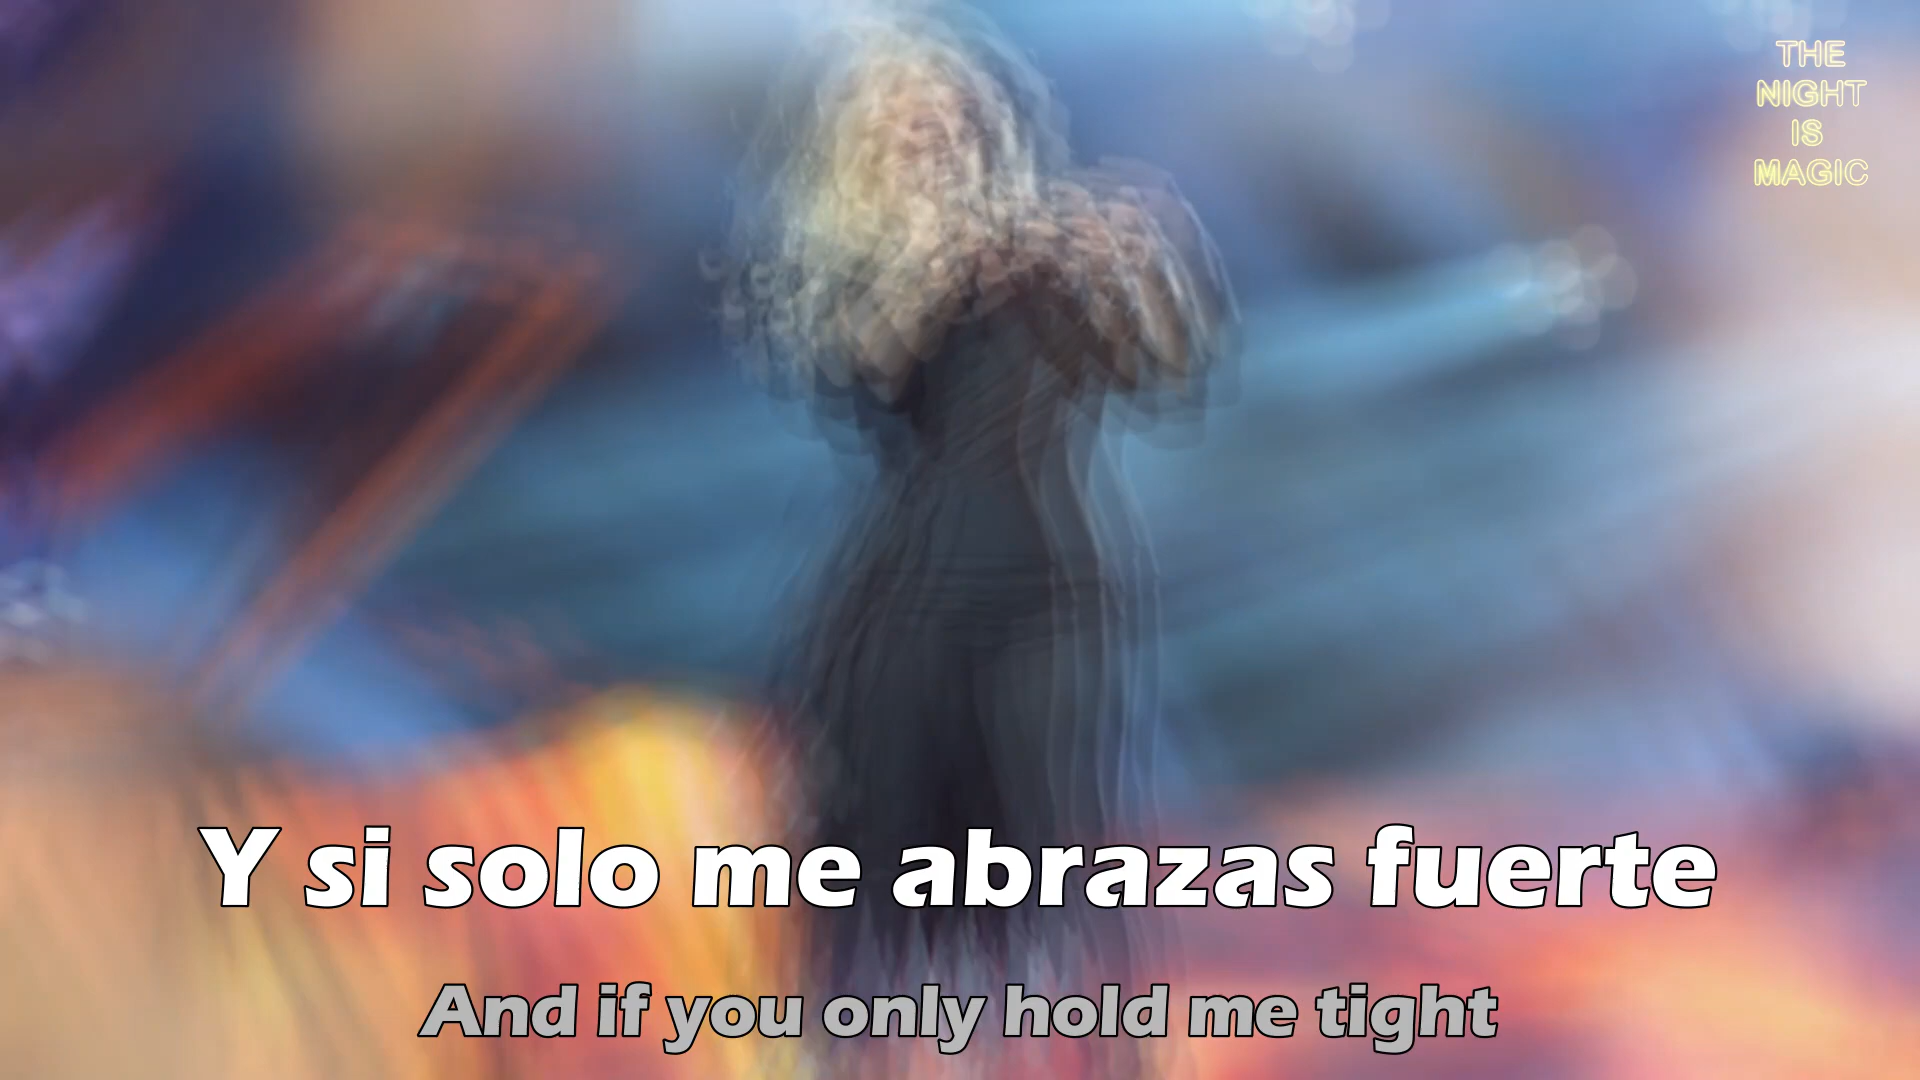 THE
NIGHT
IS
MAGIC
Y si solo me abrazas fuerte
And if you only hold me tight